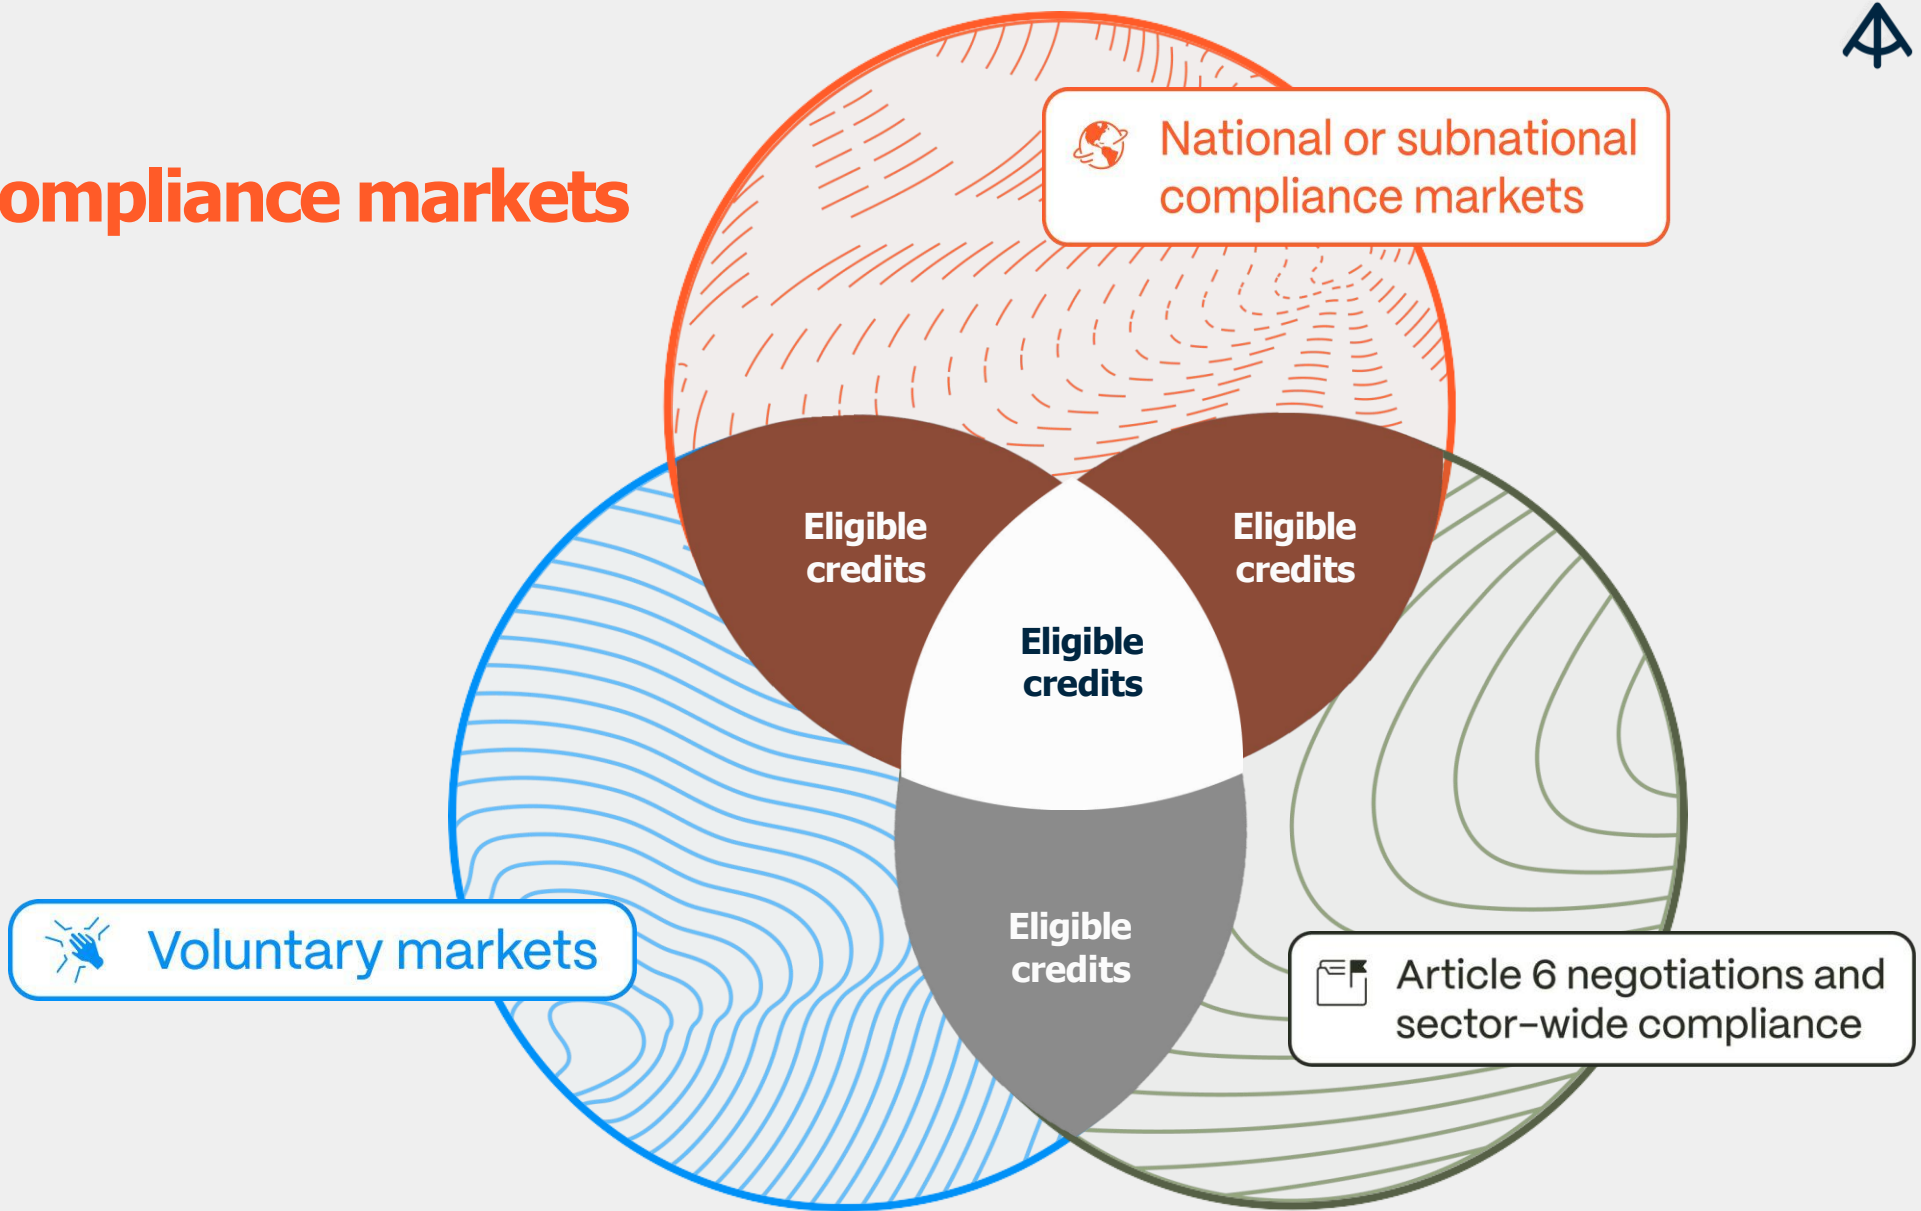 ompliance markets
National or subnational
compliance markets
Eligible
credits
Eligible
credits
Eligible
credits
Eligible
credits
Voluntary markets
Article 6 negotiations and
sector-wide compliance